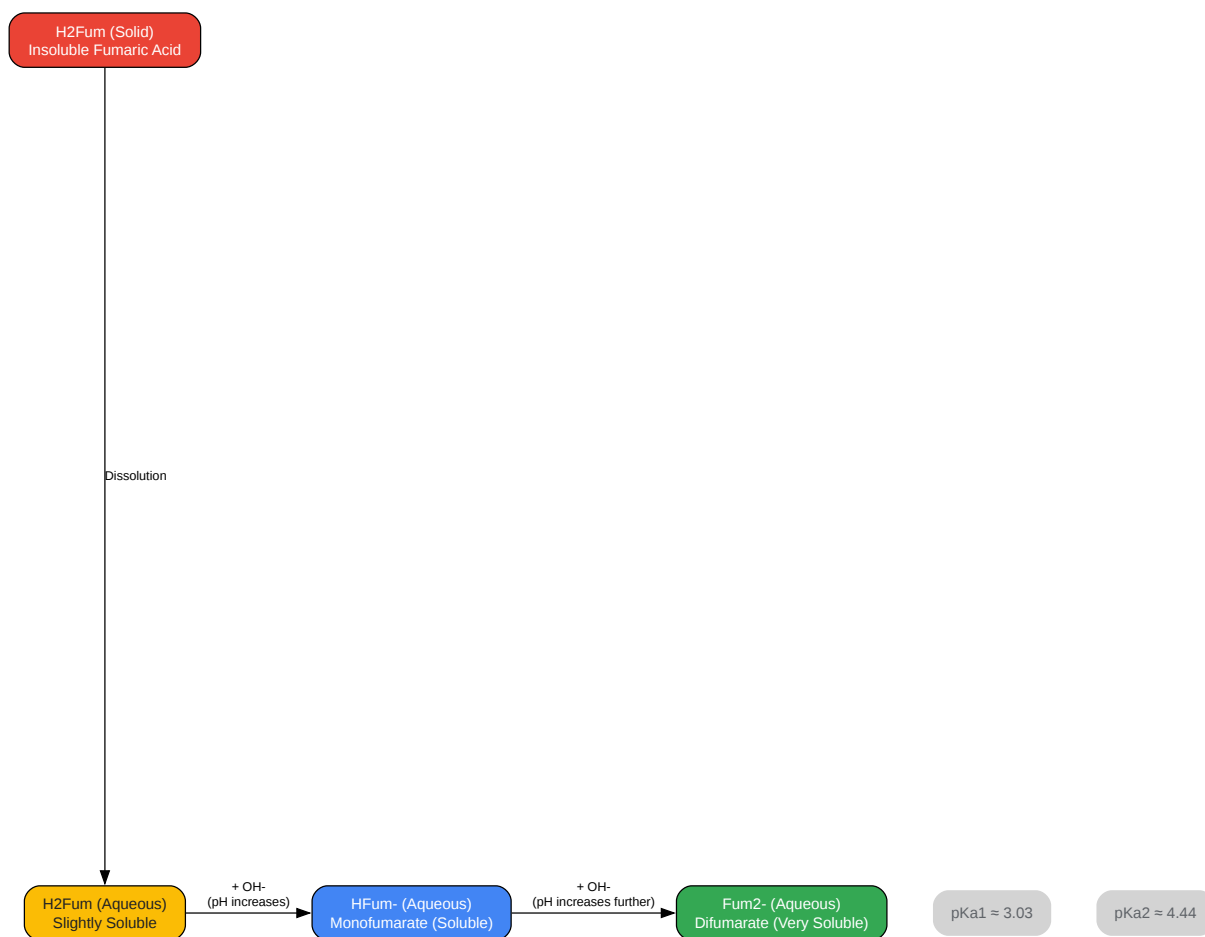 H2Fum (Solid)
Insoluble Fumaric Acid
Dissolution
H2Fum (Aqueous)
Slightly Soluble
+ OH-
(pH increases)
HFum- (Aqueous)
Monofumarate (Soluble)
+ OH-
(pH increases further)
Fum2- (Aqueous)
Difumarate (Very Soluble)
pKa1 ≈ 3.03
pKa2 ≈ 4.44